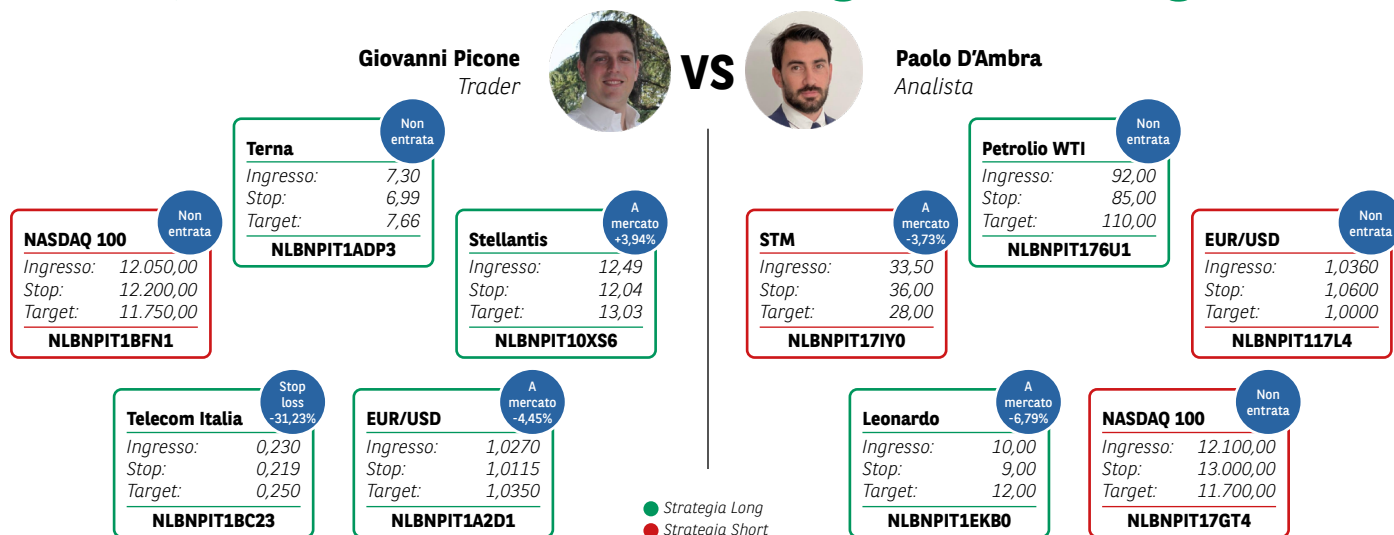 Giovanni Picone
Trader
VS
Paolo D'Ambra
Analista
Non
entrata
Terna
Ingresso: 7,30
Stop: 6,99
Target: 7,66
NLBNPIT1ADP3
Non
entrata
NASDAQ 100
Ingresso: 12.050,00
Stop: 12.200,00
Target: 11.750,00
NLBNPIT1BFN1
A
mercato
+3,94%
Stellantis
Ingresso: 12,49
Stop: 12,04
Target: 13,03
NLBNPIT10XS6
Stop
loss
-31,23%
Telecom Italia
Ingresso: 0,230
Stop: 0,219
Target: 0,250
NLBNPIT1BC23
A
mercato
-4,45%
EUR/USD
Ingresso: 1,0270
Stop: 1,0115
Target: 1,0350
NLBNPIT1A2D1
Non
entrata
Petrolio WTI
Ingresso: 92,00
Stop: 85,00
Target: 110,00
NLBNPIT176U1
A
mercato
-3,73%
STM
Ingresso: 33,50
Stop: 36,00
Target: 28,00
NLBNPIT17IY0
Non
entrata
EUR/USD
Ingresso: 1,0360
Stop: 1,0600
Target: 1,0000
NLBNPIT117L4
A
mercato
-6,79%
Leonardo
Ingresso: 10,00
Stop: 9,00
Target: 12,00
NLBNPIT1EKB0
Non
entrata
NASDAQ 100
Ingresso: 12.100,00
Stop: 13.000,00
Target: 11.700,00
NLBNPIT17GT4
Strategia Long
Strategia Short